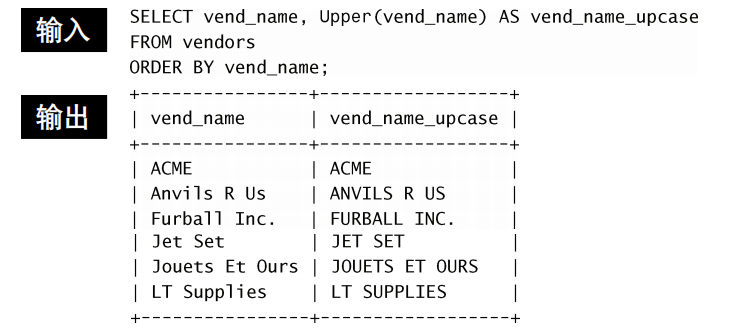 输入
SELECT vend_name, Upper(vend_name) AS vend_name_upcase
FROM vendors
ORDER BY vend_name;
输出
+----------------+------------------+
| vend_name      | vend_name_upcase |
+----------------+------------------+
| ACME           | ACME             |
| Anvils R Us    | ANVILS R US      |
| Furball Inc.   | FURBALL INC.     |
| Jet Set        | JET SET          |
| Jouets Et Ours | JOUETS ET OURS   |
| LT Supplies    | LT SUPPLIES      |
+----------------+------------------+